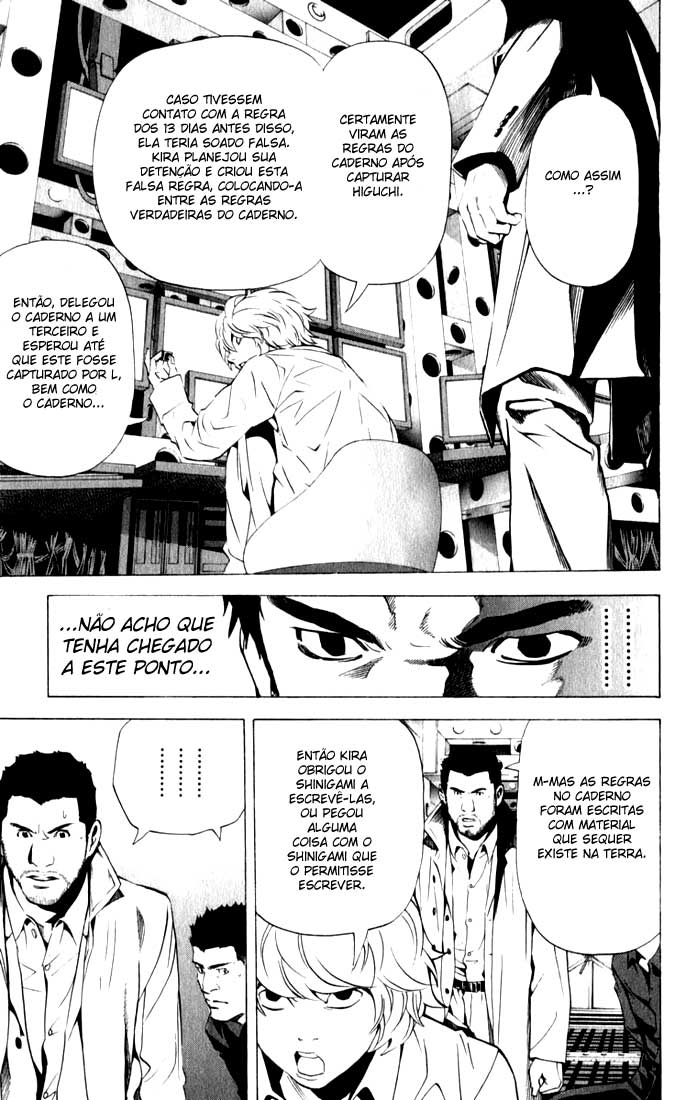 COMO ASSIM
...?
CERTAMENTE
VIRAM AS
REGRAS DO
CADERNO APÓS
CAPTURAR
HIGUCHI.
CASO TIVESSEM
CONTATO COM A REGRA
DOS 13 DIAS ANTES DISSO,
ELA TERIA SOADO FALSA.
KIRA PLANEJOU SUA
DETENÇÃO E CRIOU ESTA
FALSA REGRA, COLOCANDO-A
ENTRE AS REGRAS
VERDADEIRAS DO CADERNO.
ENTÃO, DELEGOU
O CADERNO A UM
TERCEIRO E
ESPEROU ATÉ
QUE ESTE FOSSE
CAPTURADO POR L,
BEM COMO
O CADERNO...
...NÃO ACHO QUE
TENHA CHEGADO
A ESTE PONTO...
M-MAS AS REGRAS
NO CADERNO
FORAM ESCRITAS
COM MATERIAL
QUE SEQUER
EXISTE NA TERRA.
ENTÃO KIRA
OBRIGOU O
SHINIGAMI A
ESCREVÊ-LAS,
OU PEGOU
ALGUMA
COISA COM O
SHINIGAMI QUE
O PERMITISSE
ESCREVER.